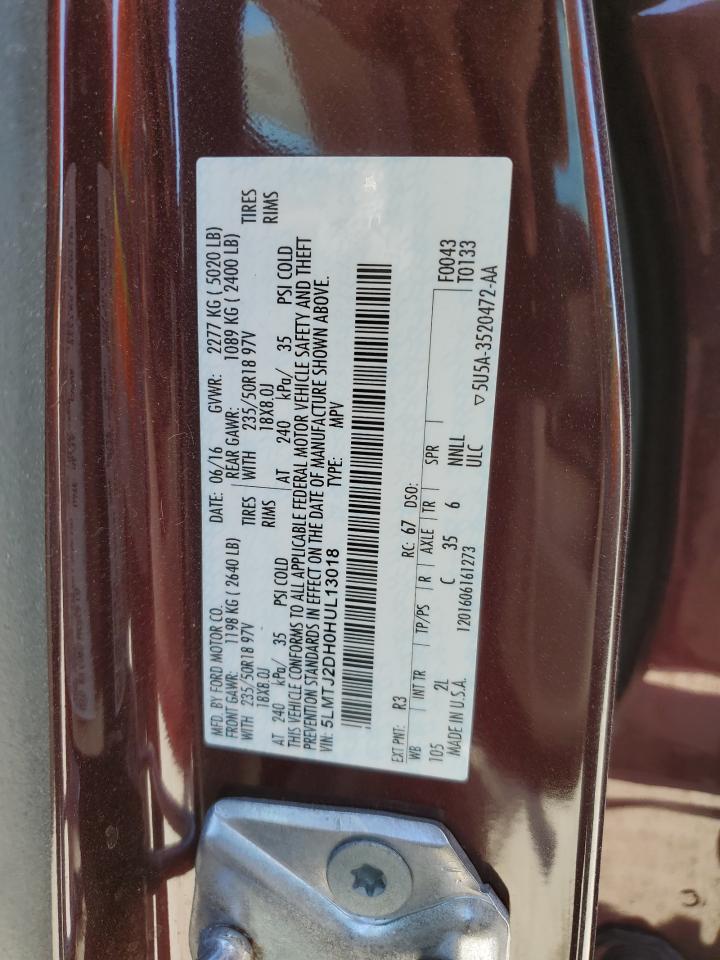 MFD. BY FORD MOTOR CO. DATE: 06/16 GVWR: 2277 KG ( 5020 LB)
FRONT GAWR: 1198 KG ( 2640 LB) REAR GAWR: 1089 KG ( 2400 LB)
WITH 235/50R18 97V TIRES WITH 235/50R18 97V TIRES
18X8.0J RIMS 18X8.0J RIMS
AT 240 kPa/ 35 PSI COLD AT 240 kPa/ 35 PSI COLD
THIS VEHICLE CONFORMS TO ALL APPLICABLE FEDERAL MOTOR VEHICLE SAFETY AND THEFT
PREVENTION STANDARDS IN EFFECT ON THE DATE OF MANUFACTURE SHOWN ABOVE.
VIN: 5LMTJ2DH0HUL13018 TYPE: MPV
EXT PNT: R3 RC: 67 DSO: F0043
WB INT TR TP/PS R AXLE TR SPR T0133
105 2L C 35 6 NNLL
MADE IN U.S.A. 1201606161273 ULC ▽5U5A-3520472-AA